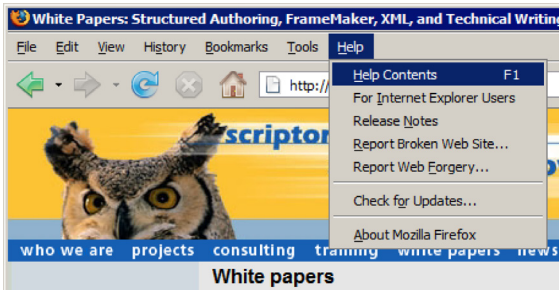 White Papers: Structured Authoring, FrameMaker, XML, and Technical Writing
File Edit View History Bookmarks Tools Help
http://
Help Contents F1
For Internet Explorer Users
Release Notes
Report Broken Web Site...
Report Web Forgery...
Check for Updates...
About Mozilla Firefox
scriptor
who we are projects consulting training white papers news
White papers